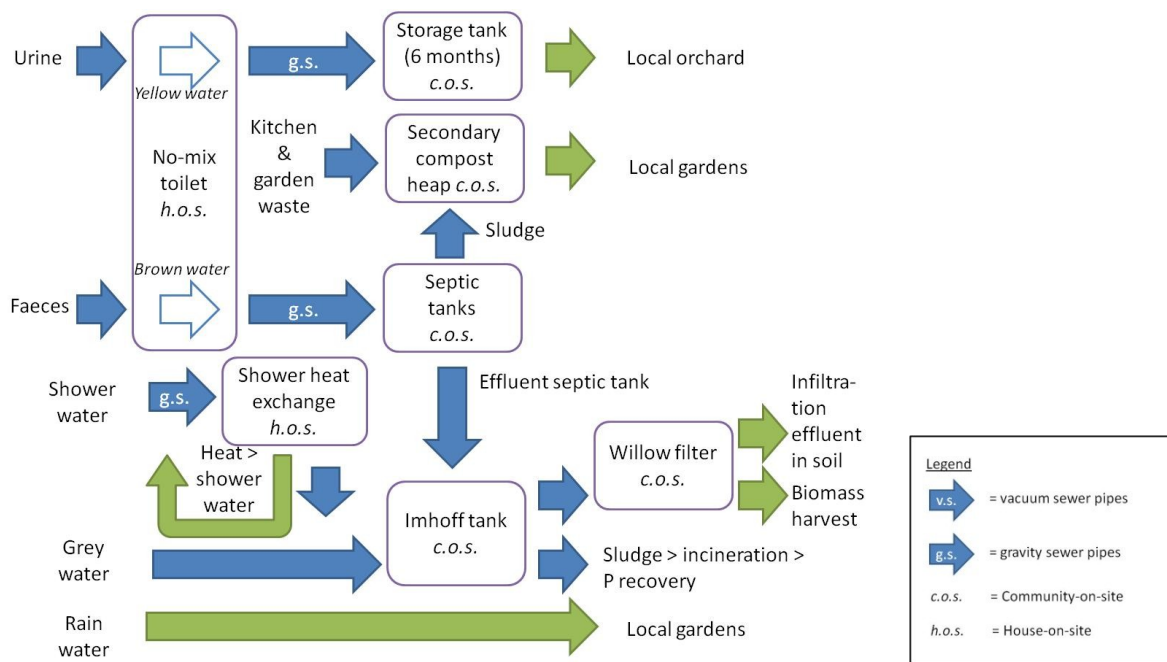 Urine
Yellow water
g.s.
Storage tank
(6 months)
c.o.s.
Local orchard
No-mix
toilet
h.o.s.
Kitchen
&
garden
waste
Secondary
compost
heap c.o.s.
Local gardens
Sludge
Faeces
Brown water
g.s.
Septic
tanks
c.o.s.
Shower
water
g.s.
Shower heat
exchange
h.o.s.
Effluent septic tank
Heat >
shower
water
Willow filter
c.o.s.
Infiltra-
tration
effluent
in soil
Biomass
harvest
Grey
water
Imhoff tank
c.o.s.
Sludge > incineration >
P recovery
Rain
water
Local gardens
Legend
v.s. = vacuum sewer pipes
g.s. = gravity sewer pipes
c.o.s. = Community-on-site
h.o.s. = House-on-site